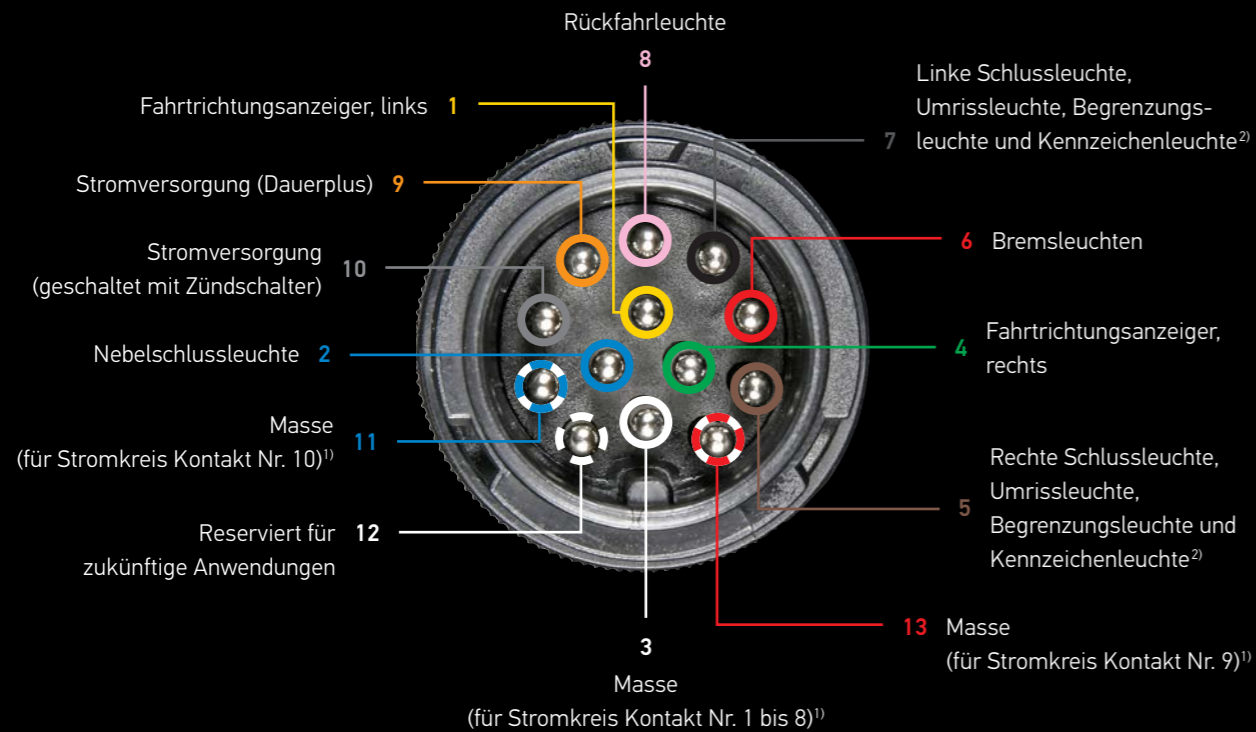 Rückfahrleuchte
8
Fahrtrichtungsanzeiger, links 1
Linke Schlussleuchte,
Umrissleuchte, Begrenzungs-
7 leuchte und Kennzeichenleuchte2)
Stromversorgung (Dauerplus) 9
6 Bremsleuchten
Stromversorgung
(geschaltet mit Zündschalter) 10
4 Fahrtrichtungsanzeiger,
rechts
Nebelschlussleuchte 2
Masse
(für Stromkreis Kontakt Nr. 10)1) 11
Rechte Schlussleuchte,
Umrissleuchte,
5 Begrenzungsleuchte und
Kennzeichenleuchte2)
Reserviert für 12
zukünftige Anwendungen
13 Masse
(für Stromkreis Kontakt Nr. 9)1)
3
Masse
(für Stromkreis Kontakt Nr. 1 bis 8)1)